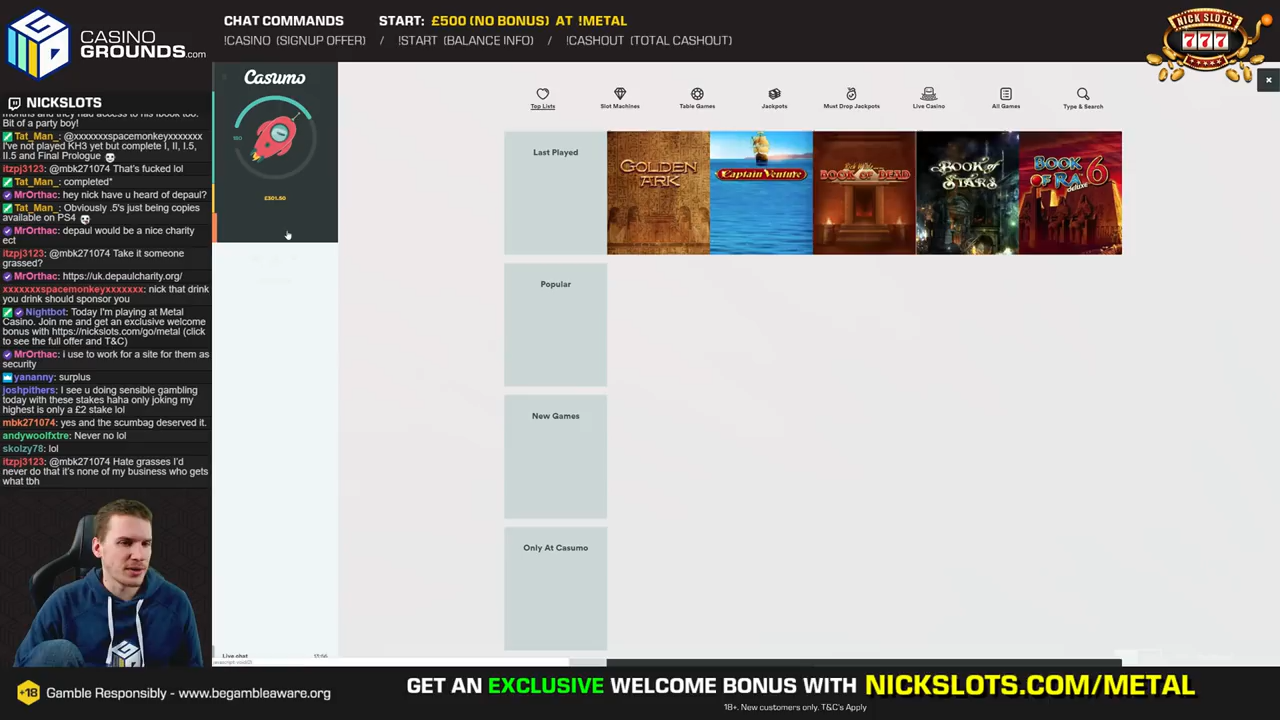 CHAT COMMANDS
START: £500 (NO BONUS) AT !METAL
!CASINO (SIGNUP OFFER) / !START (BALANCE INFO) / !CASHOUT (TOTAL CASHOUT)
CASINO
GROUNDS.com
NICK SLOTS
777
NICKSLOTS
Bit of a party boy!
Tat_Man_: @xxxxxxxspacemonkeyxxxxxxx
I've not played KH3 yet but complete I, II, I.5,
II.5 and Final Prologue
itzpj3123: @mbk271074 That's fucked lol
Tat_Man_: completed*
MrOrthac: hey nick have u heard of depaul?
Tat_Man_: Obviously .5's just being copies
available on PS4
MrOrthac: depaul would be a nice charity
ect
itzpj3123: @mbk271074 Take it someone
grassed?
MrOrthac: https://uk.depaulcharity.org/
xxxxxxxspacemonkeyxxxxxxx: nick that drink
you drink should sponsor you
Nightbot: Today I'm playing at Metal
Casino. Join me and get an exclusive welcome
bonus with https://nickslots.com/go/metal (click
to see the full offer and T&C)
MrOrthac: i use to work for a site for them as
security
yananny: surplus
joshpithers: I see u doing sensible gambling
today with these stakes haha only joking my
highest is only a £2 stake lol
mbk271074: yes and the scumbag deserved it.
andywoolfxtre: Never no lol
skolzy78: lol
itzpj3123: @mbk271074 Hate grasses I'd
never do that it's none of my business who gets
what tbh
Casumo
180
£301.50
Live chat
Top Lists
Slot Machines
Table Games
Jackpots
Must Drop Jackpots
Live Casino
All Games
Type & Search
Last Played
GOLDEN
ARK
Captain Venture
Rich Wilde
BOOK OF DEAD
BOOK OF
STARS
BOOK
OF RA 6
deluxe
Popular
New Games
Only At Casumo
+18 Gamble Responsibly - www.begambleaware.org
GET AN EXCLUSIVE WELCOME BONUS WITH NICKSLOTS.COM/METAL
18+. New customers only. T&C's Apply